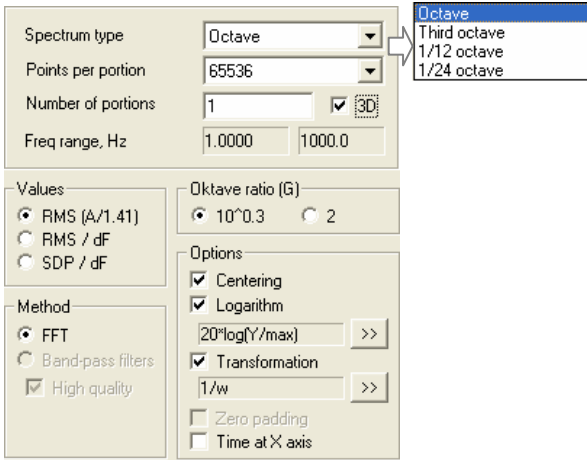 Spectrum type
Octave
Octave
Third octave
1/12 octave
1/24 octave
Points per portion
65536
Number of portions
1
3D
Freq range, Hz
1.0000
1000.0
Values
RMS (A/1.41)
RMS / dF
SDP / dF
Oktave ratio (G)
10^0.3
2
Method
FFT
Band-pass filters
High quality
Options
Centering
Logarithm
20*log(Y/max)
>>
Transformation
1/w
>>
Zero padding
Time at X axis